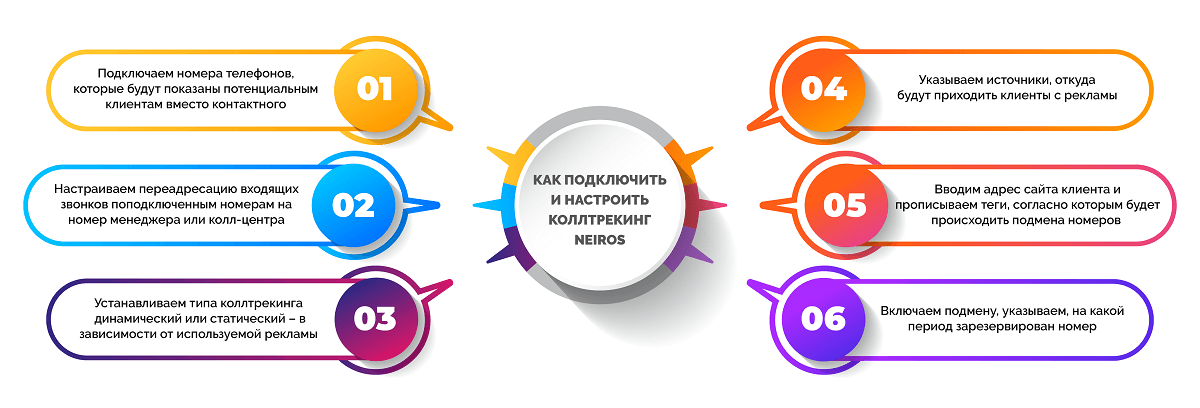 Подключаем номера телефонов,
которые будут показаны потенциальным
клиентам вместо контактного
01
Настраиваем переадресацию входящих
звонков поподключенным номерам на
номер менеджера или колл-центра
02
Устанавливаем типа коллтрекинга
динамический или статический – в
зависимости от используемой рекламы
03
КАК ПОДКЛЮЧИТЬ
И НАСТРОИТЬ
КОЛЛТРЕКИНГ
NEIROS
04
Указываем источники, откуда
будут приходить клиенты с рекламы
05
Вводим адрес сайта клиента и
прописываем теги, согласно которым будет
происходить подмена номеров
06
Включаем подмену, указываем, на какой
период зарезервирован номер